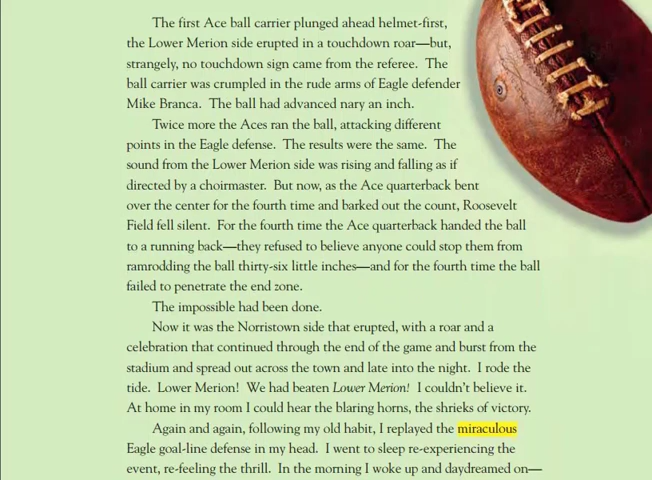 The first Ace ball carrier plunged ahead helmet-first,
the Lower Merion side erupted in a touchdown roar—but,
strangely, no touchdown sign came from the referee. The
ball carrier was crumpled in the rude arms of Eagle defender
Mike Branca. The ball had advanced nary an inch.
Twice more the Aces ran the ball, attacking different
points in the Eagle defense. The results were the same. The
sound from the Lower Merion side was rising and falling as if
directed by a choirmaster. But now, as the Ace quarterback bent
over the center for the fourth time and barked out the count, Roosevelt
Field fell silent. For the fourth time the Ace quarterback handed the ball
to a running back—they refused to believe anyone could stop them from
ramrodding the ball thirty-six little inches—and for the fourth time the ball
failed to penetrate the end zone.
The impossible had been done.
Now it was the Norristown side that erupted, with a roar and a
celebration that continued through the end of the game and burst from the
stadium and spread out across the town and late into the night. I rode the
tide. Lower Merion! We had beaten Lower Merion! I couldn't believe it.
At home in my room I could hear the blaring horns, the shrieks of victory.
Again and again, following my old habit, I replayed the miraculous
Eagle goal-line defense in my head. I went to sleep re-experiencing the
event, re-feeling the thrill. In the morning I woke up and daydreamed on—